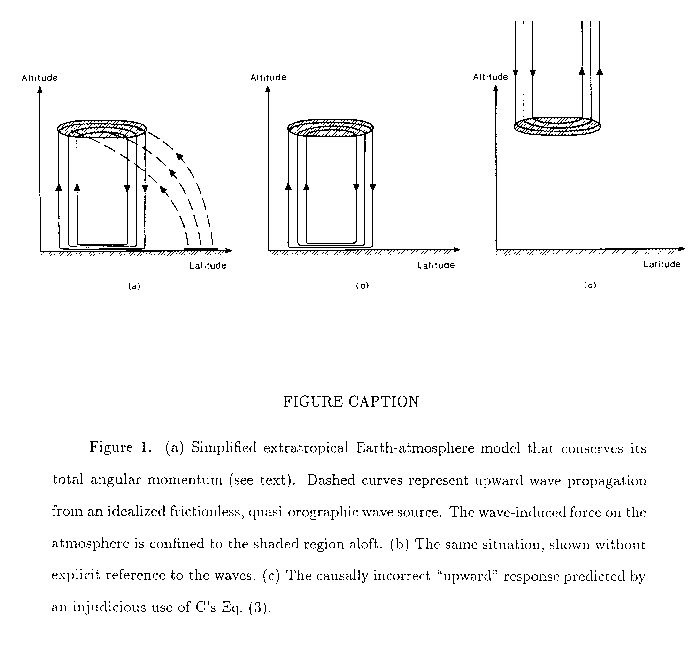 Altitude
Altitude
Altitude
Latitude
Latitude
Latitude
(a)
(b)
(c)
FIGURE CAPTION
Figure 1. (a) Simplified extratropical Earth-atmosphere model that conserves its
total angular momentum (see text). Dashed curves represent upward wave propagation
from an idealized frictionless, quasi-orographic wave source. The wave-induced force on the
atmosphere is confined to the shaded region aloft. (b) The same situation, shown without
explicit reference to the waves. (c) The causally incorrect "upward" response predicted by
an injudicious use of C's Eq. (3).